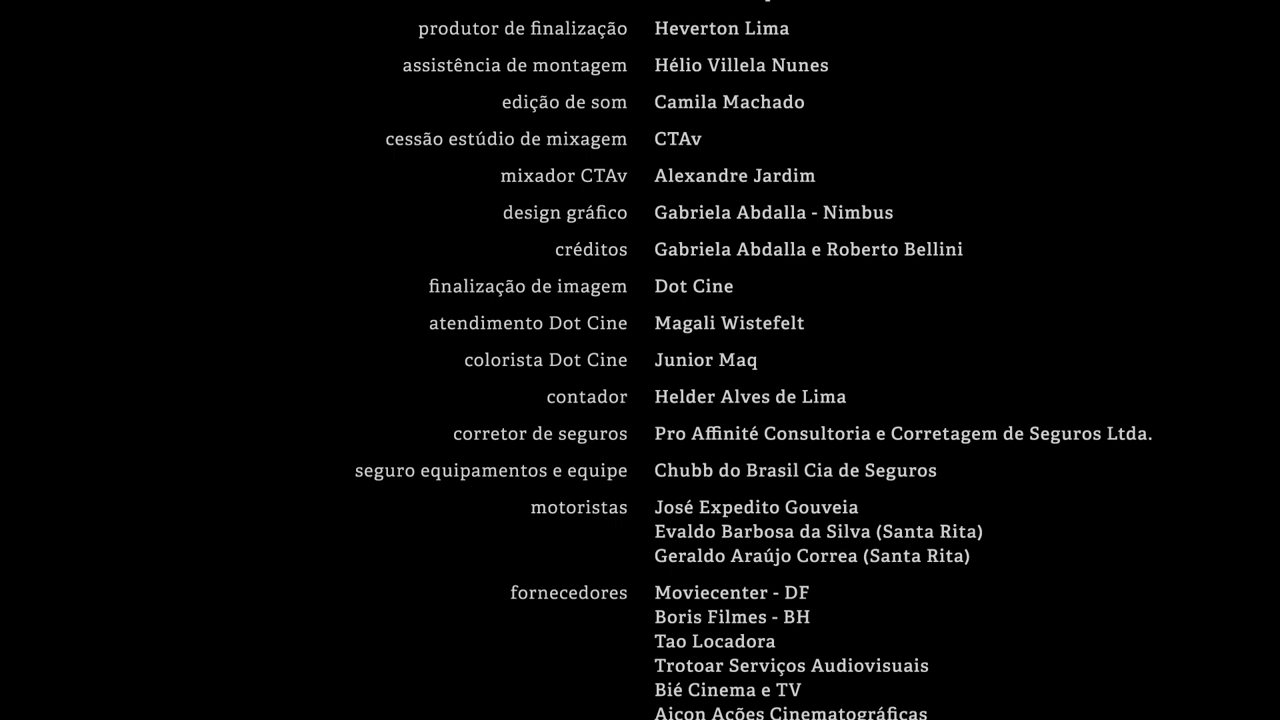 produtor de finalização Heverton Lima
assistência de montagem Hélio Villela Nunes
edição de som Camila Machado
cessão estúdio de mixagem CTAv
mixador CTAv Alexandre Jardim
design gráfico Gabriela Abdalla - Nimbus
créditos Gabriela Abdalla e Roberto Bellini
finalização de imagem Dot Cine
atendimento Dot Cine Magali Wistefelt
colorista Dot Cine Junior Maq
contador Helder Alves de Lima
corretor de seguros Pro Affinité Consultoria e Corretagem de Seguros Ltda.
seguro equipamentos e equipe Chubb do Brasil Cia de Seguros
motoristas José Expedito Gouveia
Evaldo Barbosa da Silva (Santa Rita)
Geraldo Araújo Correa (Santa Rita)
fornecedores Moviecenter - DF
Boris Filmes - BH
Tao Locadora
Trotoar Serviços Audiovisuais
Bié Cinema e TV
Aicon Ações Cinematográficas